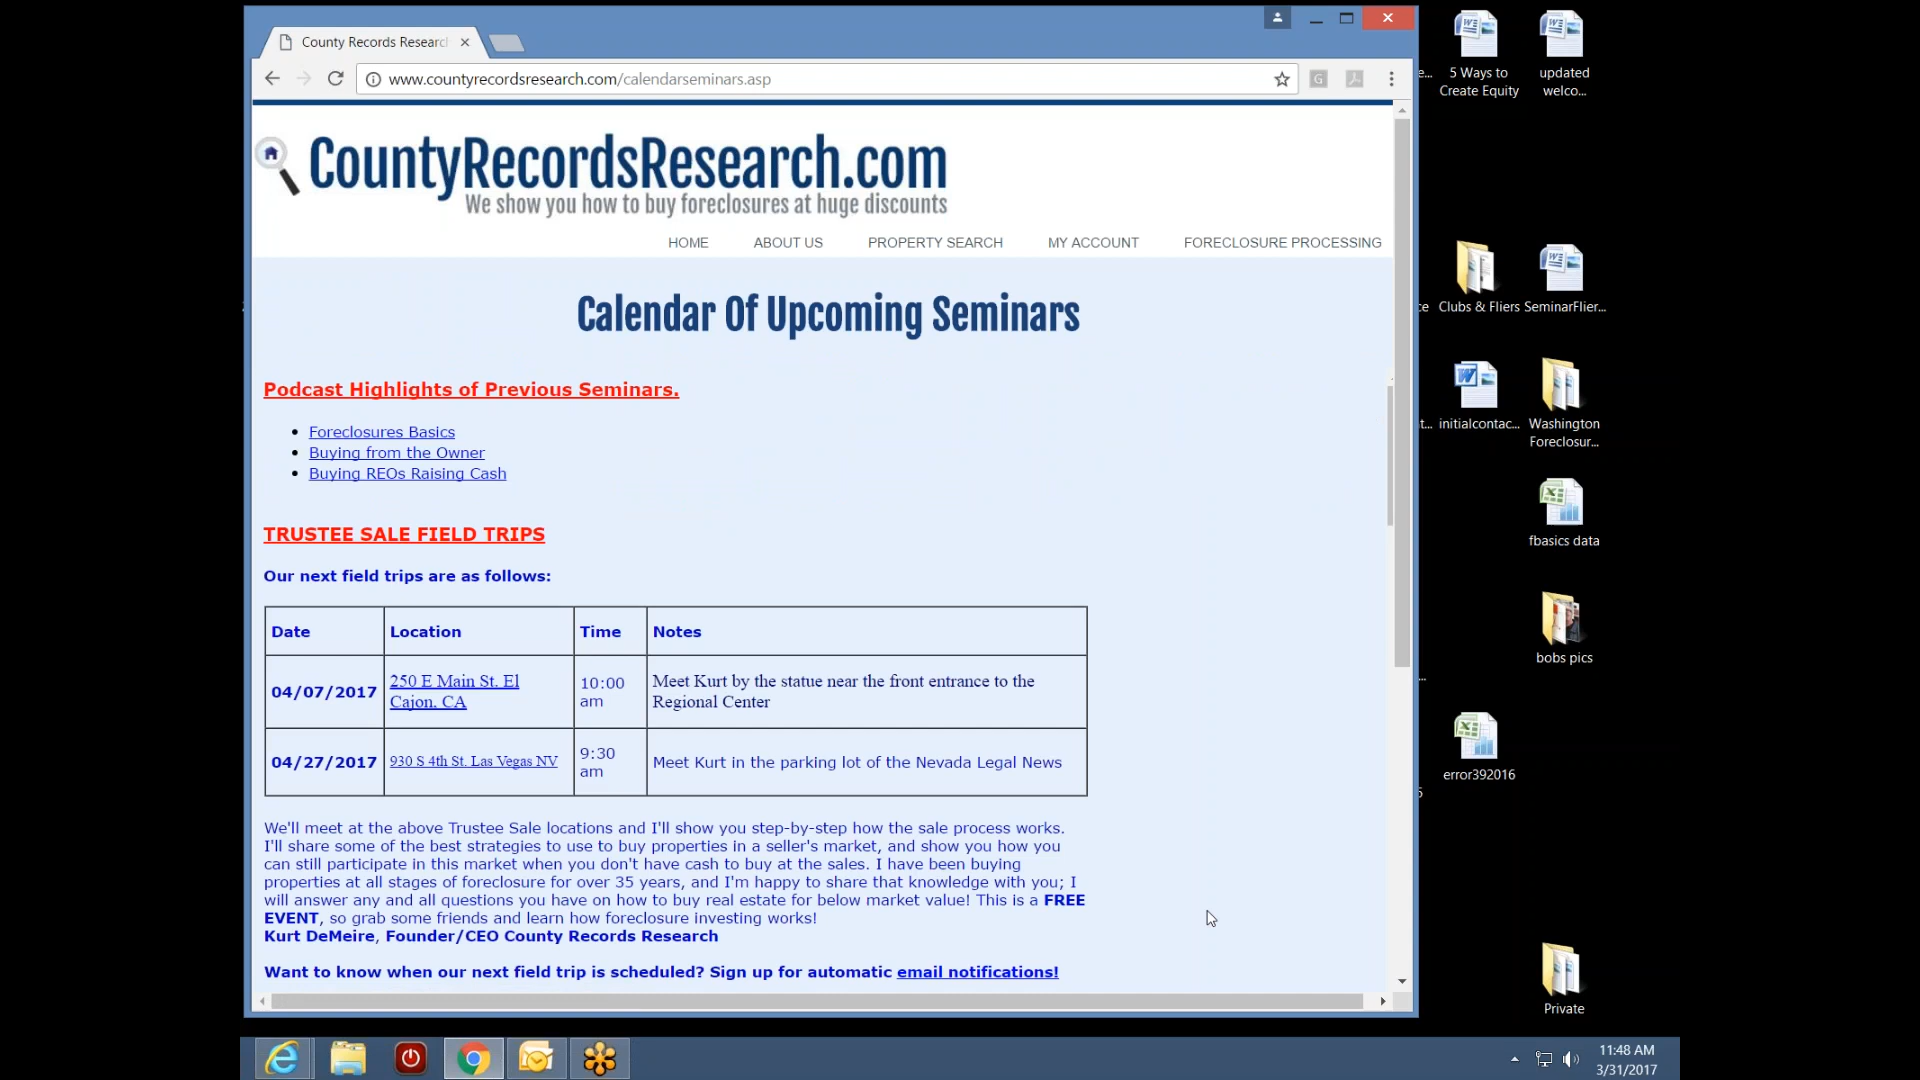 County Records Research
www.countyrecordsresearch.com/calendarseminars.asp
CountyRecordsResearch.com
We show you how to buy foreclosures at huge discounts
HOME ABOUT US PROPERTY SEARCH MY ACCOUNT FORECLOSURE PROCESSING
Calendar Of Upcoming Seminars
Podcast Highlights of Previous Seminars.
Foreclosures Basics
Buying from the Owner
Buying REOs Raising Cash
TRUSTEE SALE FIELD TRIPS
Our next field trips are as follows:
Date Location Time Notes
04/07/2017 250 E Main St. El Cajon, CA 10:00 am Meet Kurt by the statue near the front entrance to the Regional Center
04/27/2017 930 S 4th St. Las Vegas NV 9:30 am Meet Kurt in the parking lot of the Nevada Legal News
We'll meet at the above Trustee Sale locations and I'll show you step-by-step how the sale process works.
I'll share some of the best strategies to use to buy properties in a seller's market, and show you how you
can still participate in this market when you don't have cash to buy at the sales. I have been buying
properties at all stages of foreclosure for over 35 years, and I'm happy to share that knowledge with you; I
will answer any and all questions you have on how to buy real estate for below market value! This is a FREE
EVENT, so grab some friends and learn how foreclosure investing works!
Kurt DeMeire, Founder/CEO County Records Research
Want to know when our next field trip is scheduled? Sign up for automatic email notifications!
5 Ways to
Create Equity
updated
welco...
Clubs & Fliers
SeminarFlier...
initialcontac...
Washington
Foreclosur...
fbasics data
bobs pics
error392016
Private
11:48 AM
3/31/2017